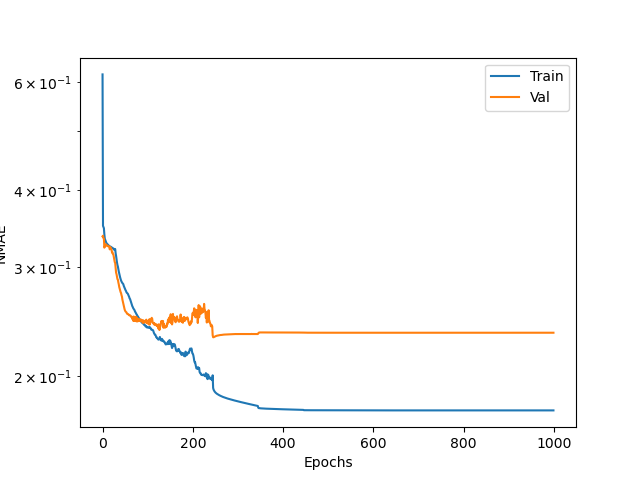 Train
Val
6 × 10⁻¹
4 × 10⁻¹
3 × 10⁻¹
2 × 10⁻¹
NMAE
0 200 400 600 800 1000
Epochs